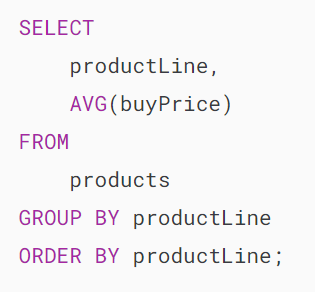 SELECT
    productLine,
    AVG(buyPrice)
FROM
    products
GROUP BY productLine
ORDER BY productLine;